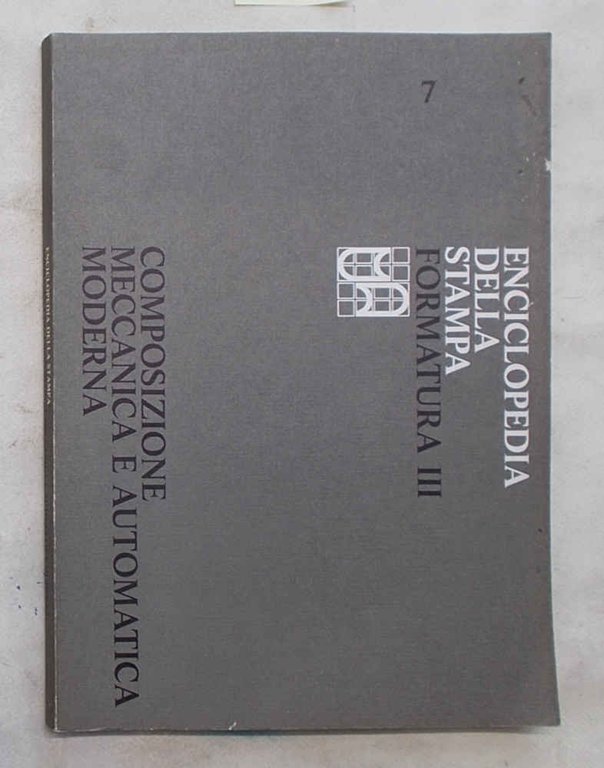 7
ENCICLOPEDIA
DELLA
STAMPA
FORMATURA III
COMPOSIZIONE
MECCANICA E AUTOMATICA
MODERNA
ENCICLOPEDIA DELLA STAMPA